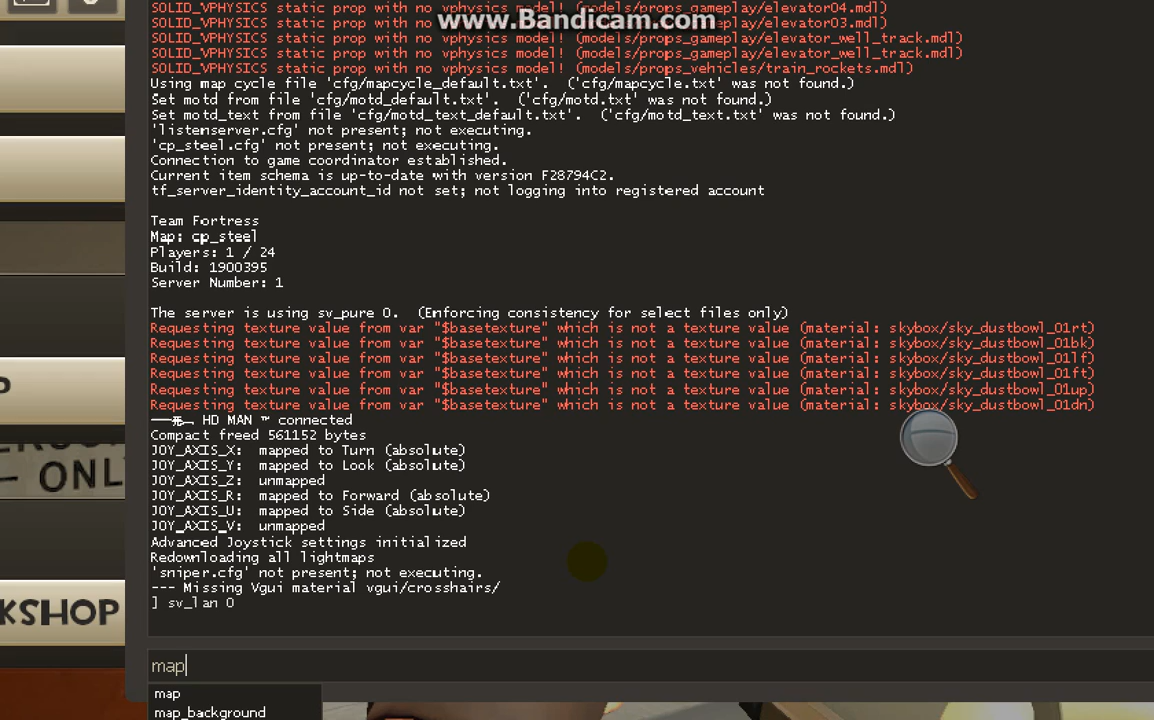 www.Bandicam.com
SOLID_VPHYSICS static prop with no vphysics model! (models/props_gameplay/elevator04.mdl)
SOLID_VPHYSICS static prop with no vphysics model! (models/props_gameplay/elevator03.mdl)
SOLID_VPHYSICS static prop with no vphysics model! (models/props_gameplay/elevator_well_track.mdl)
SOLID_VPHYSICS static prop with no vphysics model! (models/props_gameplay/elevator_well_track.mdl)
SOLID_VPHYSICS static prop with no vphysics model! (models/props_vehicles/train_rockets.mdl)
Using map cycle file 'cfg/mapcycle_default.txt'.  ('cfg/mapcycle.txt' was not found.)
Set motd from file 'cfg/motd_default.txt'.  ('cfg/motd.txt' was not found.)
Set motd_text from file 'cfg/motd_text_default.txt'.  ('cfg/motd_text.txt' was not found.)
'listenserver.cfg' not present; not executing.
'cp_steel.cfg' not present; not executing.
Connection to game coordinator established.
Current item schema is up-to-date with version F28794C2.
tf_server_identity_account_id not set; not logging into registered account
Team Fortress
Map: cp_steel
Players: 1 / 24
Build: 1900395
Server Number: 1
The server is using sv_pure 0.  (Enforcing consistency for select files only)
Requesting texture value from var "$basetexture" which is not a texture value (material: skybox/sky_dustbowl_01rt)
Requesting texture value from var "$basetexture" which is not a texture value (material: skybox/sky_dustbowl_01bk)
Requesting texture value from var "$basetexture" which is not a texture value (material: skybox/sky_dustbowl_01lf)
Requesting texture value from var "$basetexture" which is not a texture value (material: skybox/sky_dustbowl_01ft)
Requesting texture value from var "$basetexture" which is not a texture value (material: skybox/sky_dustbowl_01up)
Requesting texture value from var "$basetexture" which is not a texture value (material: skybox/sky_dustbowl_01dn)
HD MAN ™ connected
Compact freed 561152 bytes
JOY_AXIS_X:  mapped to Turn (absolute)
JOY_AXIS_Y:  mapped to Look (absolute)
JOY_AXIS_Z:  unmapped
JOY_AXIS_R:  mapped to Forward (absolute)
JOY_AXIS_U:  mapped to Side (absolute)
JOY_AXIS_V:  unmapped
Advanced Joystick settings initialized
Redownloading all lightmaps
'sniper.cfg' not present; not executing.
--- Missing Vgui material vgui/crosshairs/
] sv_lan 0
map
map
map_background
P
- ONL
KSHOP